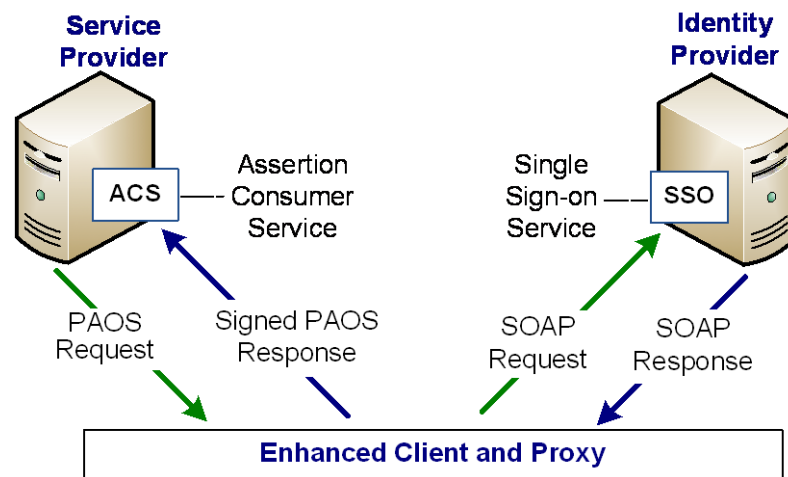 Service
Provider
Identity
Provider
ACS
Assertion
Consumer
Service
Single
Sign-on
Service
SSO
PAOS
Request
Signed PAOS
Response
SOAP
Request
SOAP
Response
Enhanced Client and Proxy